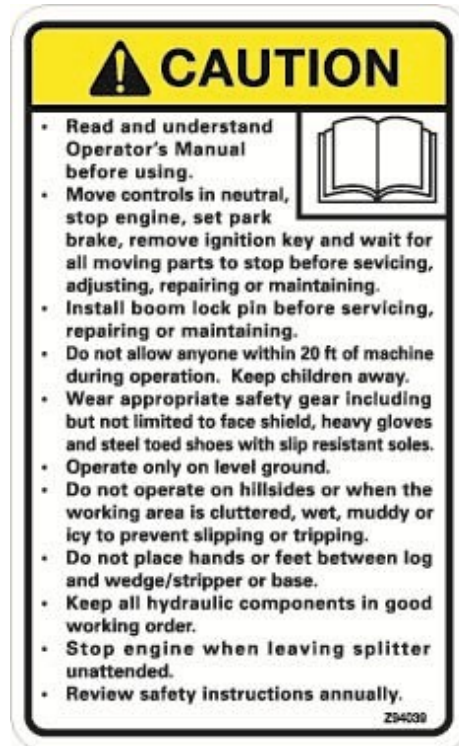 CAUTION
• Read and understand
Operator's Manual
before using.
• Move controls in neutral,
stop engine, set park
brake, remove ignition key and wait for
all moving parts to stop before sevicing,
adjusting, repairing or maintaining.
• Install boom lock pin before servicing,
repairing or maintaining.
• Do not allow anyone within 20 ft of machine
during operation. Keep children away.
• Wear appropriate safety gear including
but not limited to face shield, heavy gloves
and steel toed shoes with slip resistant soles.
• Operate only on level ground.
• Do not operate on hillsides or when the
working area is cluttered, wet, muddy or
icy to prevent slipping or tripping.
• Do not place hands or feet between log
and wedge/stripper or base.
• Keep all hydraulic components in good
working order.
• Stop engine when leaving splitter
unattended.
• Review safety instructions annually.
Z94039